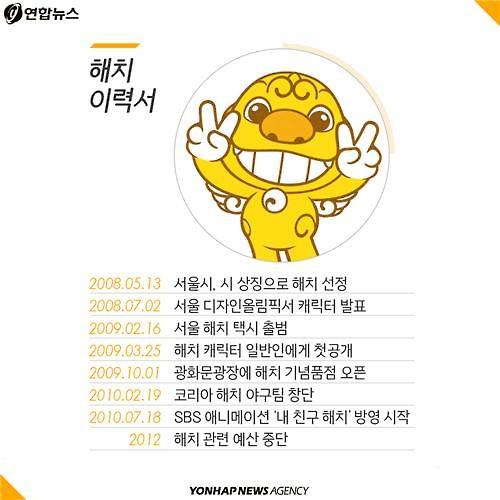 연합뉴스
해치
이력서
2008.05.13 서울시, 시 상징으로 해치 선정
2008.07.02 서울 디자인올림픽서 캐릭터 발표
2009.02.16 서울 해치 택시 출범
2009.03.25 해치 캐릭터 일반인에게 첫공개
2009.10.01 광화문광장에 해치 기념품점 오픈
2010.02.19 코리아 해치 야구팀 창단
2010.07.18 SBS 애니메이션 '내 친구 해치' 방영 시작
2012 해치 관련 예산 중단
YONHAP NEWS AGENCY